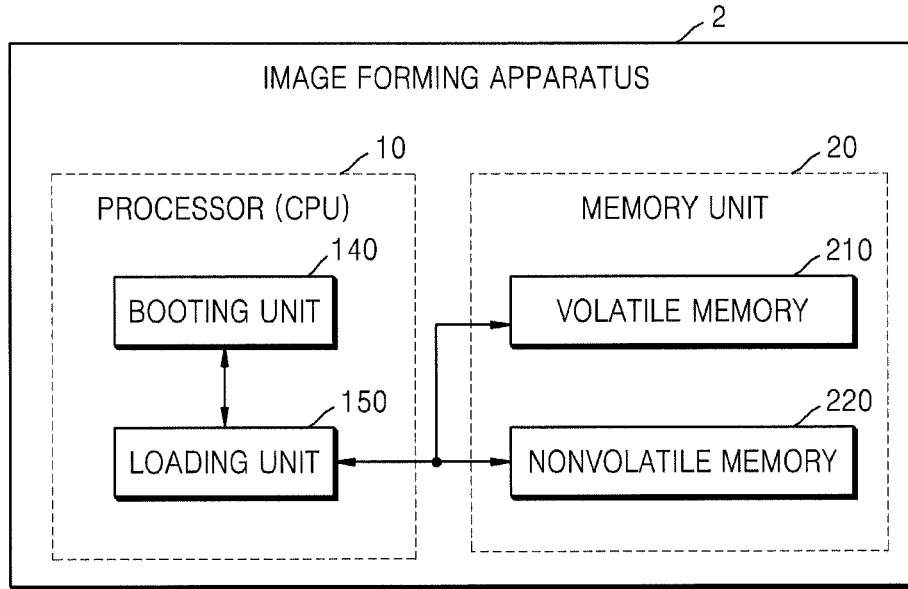 2
IMAGE FORMING APPARATUS
10
PROCESSOR (CPU)
140
BOOTING UNIT
150
LOADING UNIT
20
MEMORY UNIT
210
VOLATILE MEMORY
220
NONVOLATILE MEMORY